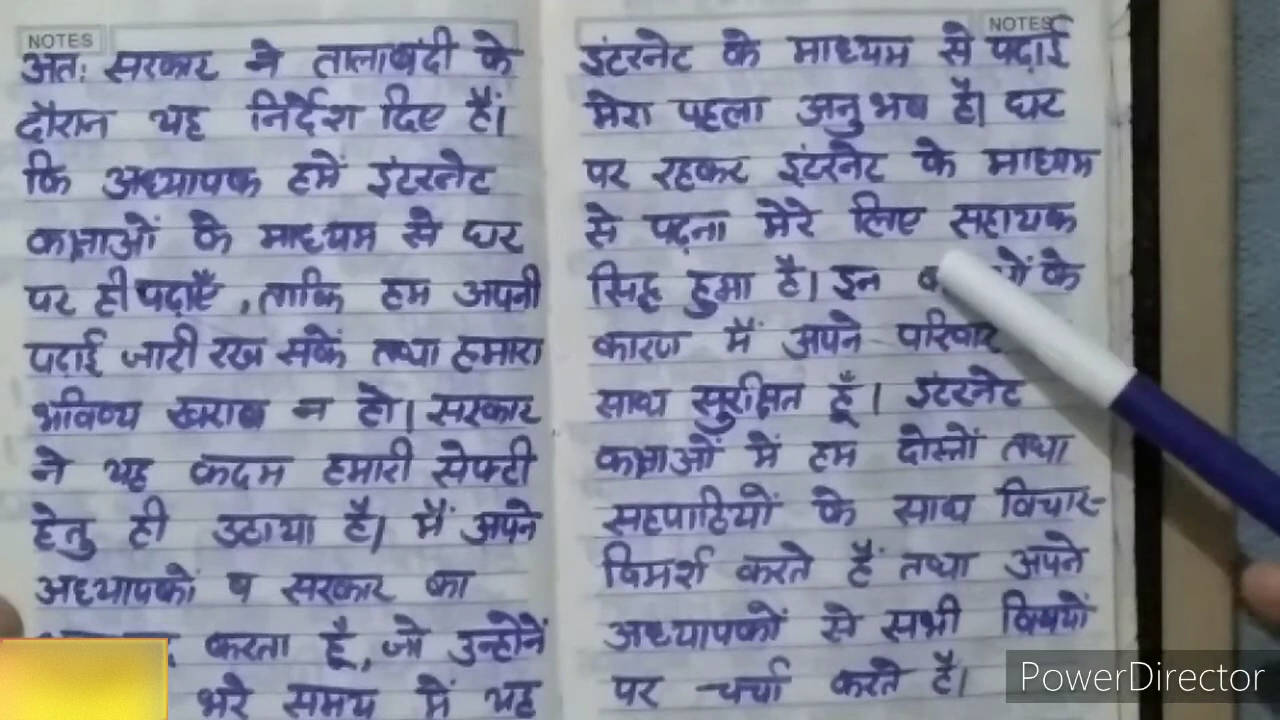 NOTES
अतः सरकार ने तालाबंदी के
दौरान यह निर्देश दिए हैं।
कि अध्यापक हमें इंटरनेट
कक्षाओं के माध्यम से घर
पर ही पढ़ाएँ, ताकि हम अपनी
पढाई जारी रख सकें तथा हमारा
भविष्य खराब न हो। सरकार
ने यह कदम हमारी सेफ्टी
हेतु ही उठाया है। मैं अपने
अध्यापकों व सरकार का
करता हूँ, जो उन्होनें
भरे समय में यह
NOTES
इंटरनेट के माध्यम से पढ़ाई
मेरा पहला अनुभव है। घर
पर रहकर इंटरनेट के माध्यम
से पढ़ना मेरे लिए सहायक
सिद्ध हुआ है। इन के
कारण मैं अपने परिवार
साथ सुरक्षित हूँ। इंटरनेट
कक्षाओं में हम दोस्तों तथा
सहपाठियों के साथ विचार-
विमर्श करते हैं तथा अपने
अध्यापकों से सभी विषयों
पर चर्चा करते है।
PowerDirector